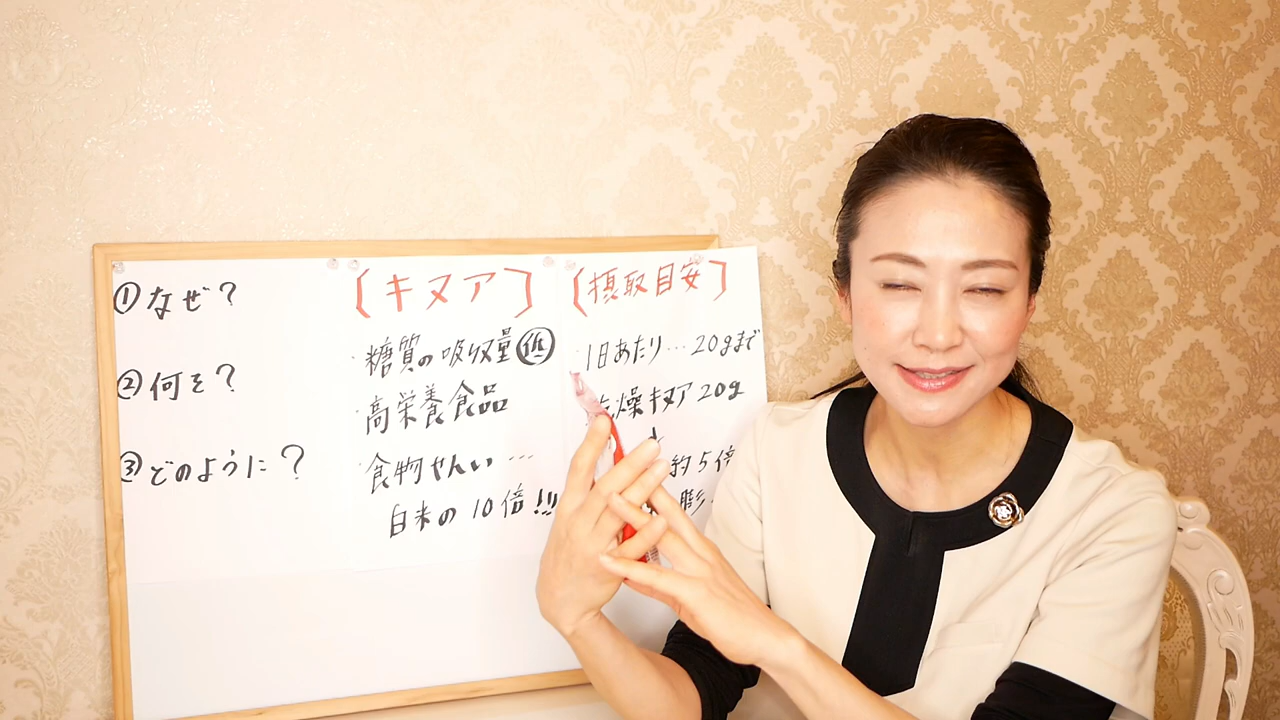 ①なぜ?
②何を?
③どのように?
[キヌア]
・糖質の吸収量㊤低
・高栄養食品
・食物せんい…
白米の10倍!!
[摂取目安]
・1日あたり…20gまで
燥キヌア20g
約5倍
膨